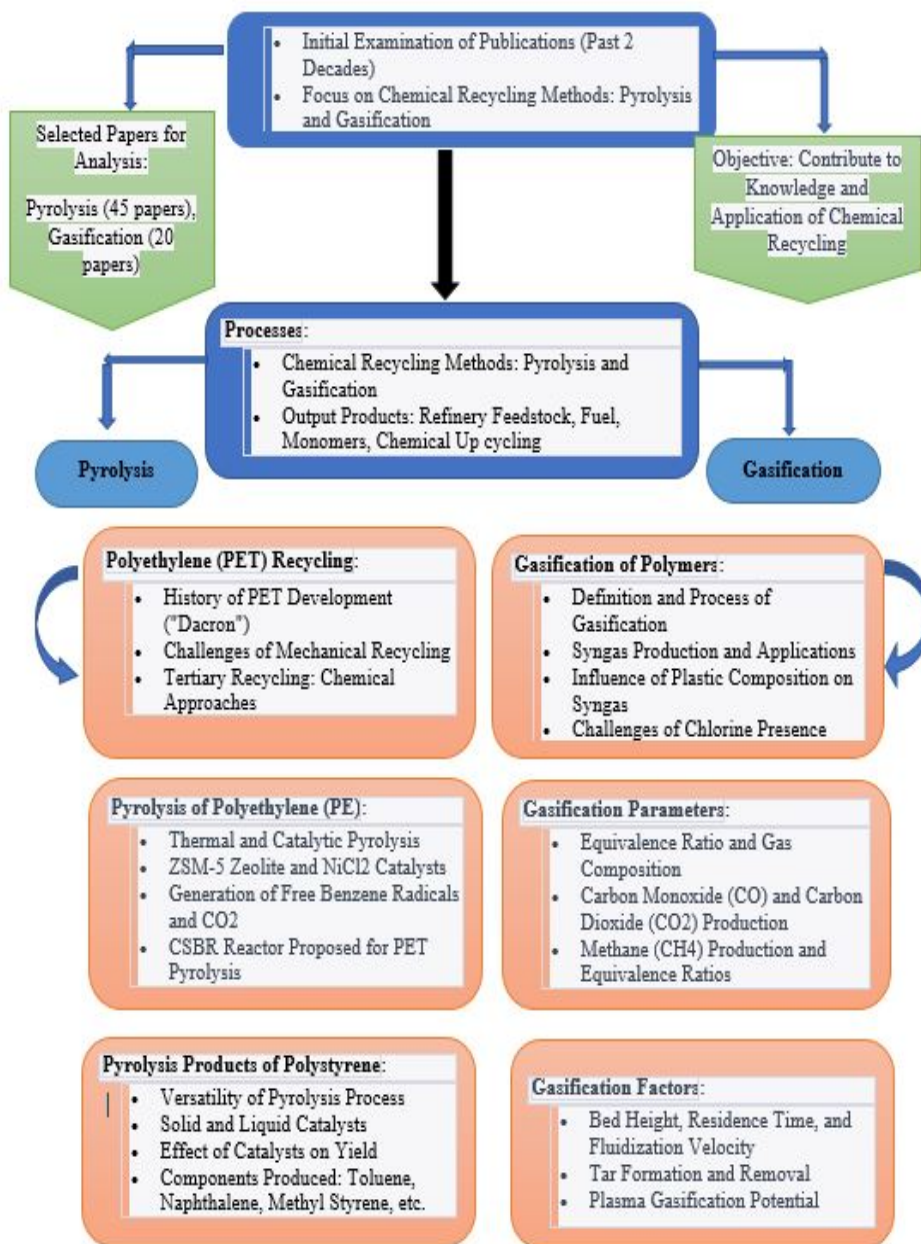 • Initial Examination of Publications (Past 2
Decades)
• Focus on Chemical Recycling Methods: Pyrolysis
and Gasification
Selected Papers for
Analysis:
Pyrolysis (45 papers),
Gasification (20
papers)
Objective: Contribute to
Knowledge and
Application of Chemical
Recycling
Processes:
• Chemical Recycling Methods: Pyrolysis and
Gasification
• Output Products: Refinery Feedstock, Fuel,
Monomers, Chemical Up cycling
Pyrolysis
Gasification
Polyethylene (PET) Recycling:
• History of PET Development
("Dacron")
• Challenges of Mechanical Recycling
• Tertiary Recycling: Chemical
Approaches
Gasification of Polymers:
• Definition and Process of
Gasification
• Syngas Production and Applications
• Influence of Plastic Composition on
Syngas
• Challenges of Chlorine Presence
Pyrolysis of Polyethylene (PE):
• Thermal and Catalytic Pyrolysis
• ZSM-5 Zeolite and NiCl2 Catalysts
• Generation of Free Benzene Radicals
and CO2
• CSBR Reactor Proposed for PET
Pyrolysis
Gasification Parameters:
• Equivalence Ratio and Gas
Composition
• Carbon Monoxide (CO) and Carbon
Dioxide (CO2) Production
• Methane (CH4) Production and
Equivalence Ratios
Pyrolysis Products of Polystyrene:
• Versatility of Pyrolysis Process
• Solid and Liquid Catalysts
• Effect of Catalysts on Yield
• Components Produced: Toluene,
Naphthalene, Methyl Styrene, etc.
Gasification Factors:
• Bed Height, Residence Time, and
Fluidization Velocity
• Tar Formation and Removal
• Plasma Gasification Potential